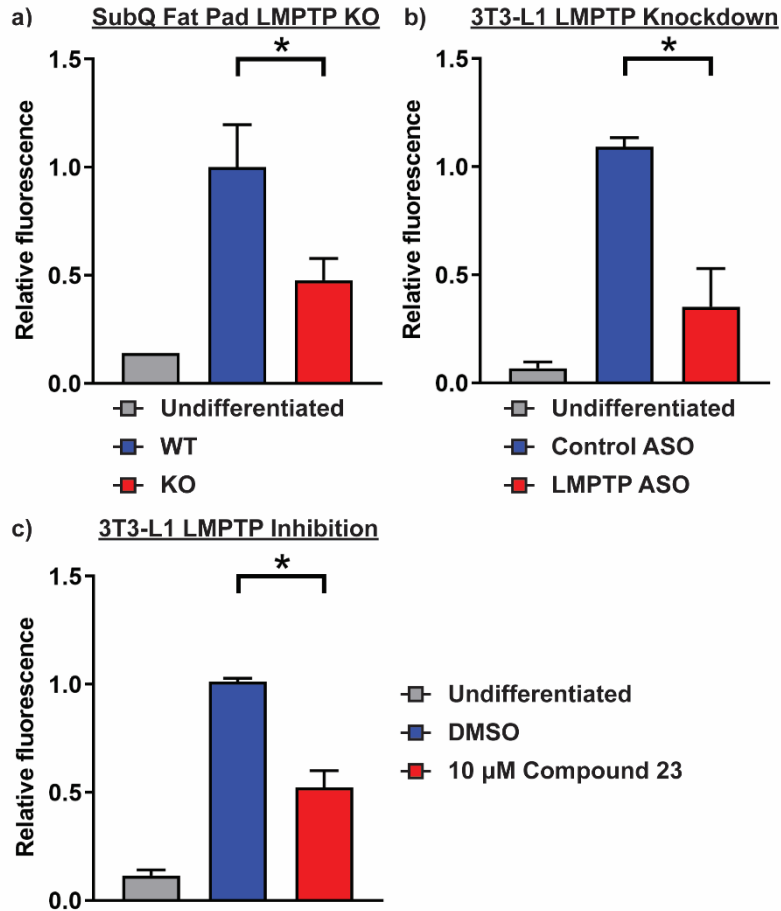 a) SubQ Fat Pad LMPTP KO
*
Relative fluorescence
1.5
1.0
0.5
0.0
Undifferentiated
WT
KO
b) 3T3-L1 LMPTP Knockdown
*
Relative fluorescence
1.5
1.0
0.5
0.0
Undifferentiated
Control ASO
LMPTP ASO
c) 3T3-L1 LMPTP Inhibition
*
Relative fluorescence
1.5
1.0
0.5
0.0
Undifferentiated
DMSO
10 µM Compound 23